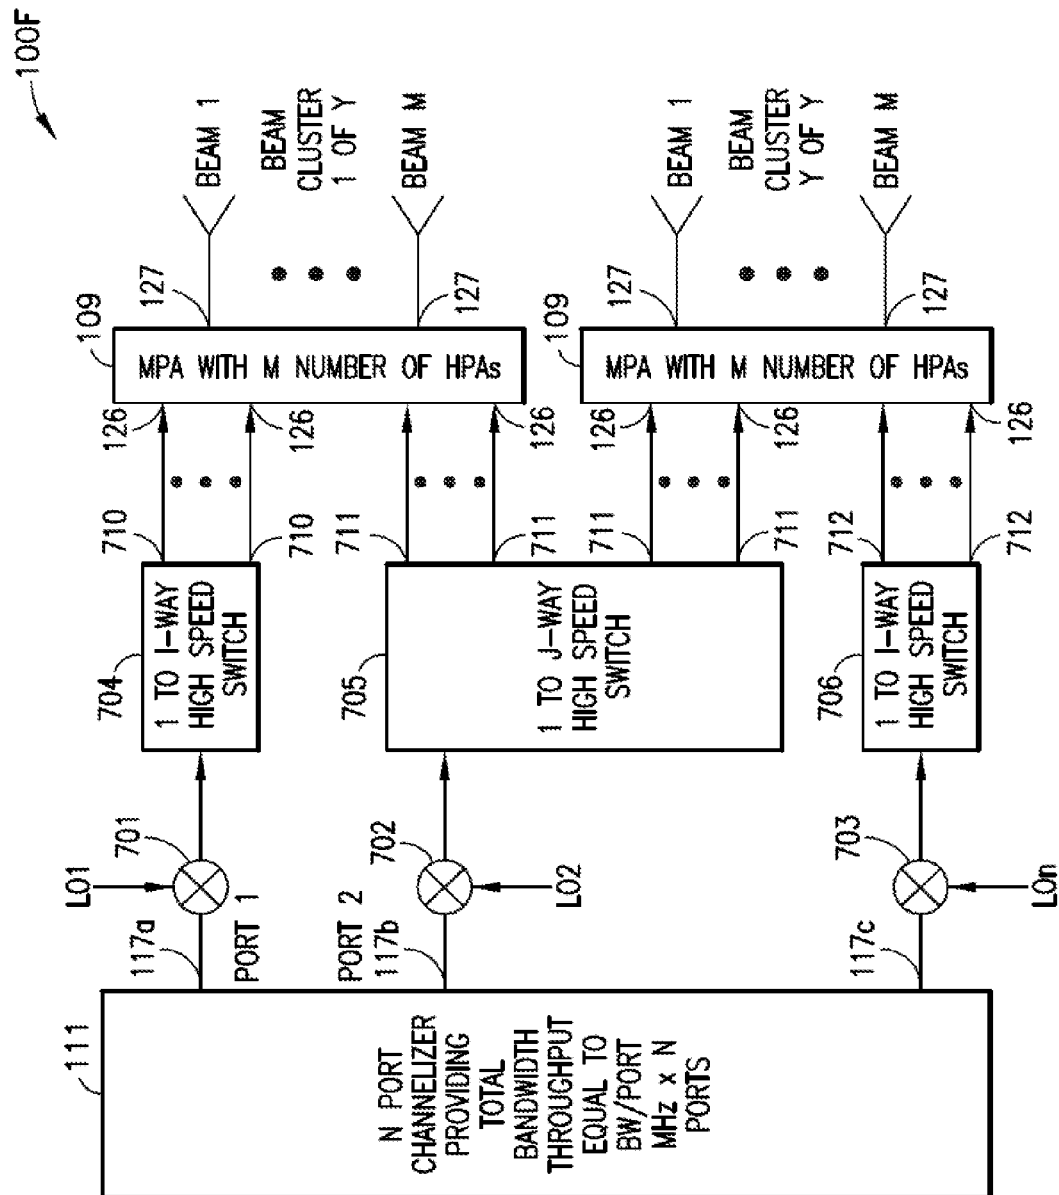 100F
111
N PORT
CHANNELIZER
PROVIDING
TOTAL
BANDWIDTH
THROUGHPUT
EQUAL TO
BW/PORT
MHz x N
PORTS
117a
PORT 1
LO1
701
704
1 TO I-WAY
HIGH SPEED
SWITCH
710
710
126
126
109
MPA WITH M NUMBER OF HPAs
127
BEAM 1
BEAM
CLUSTER
1 OF Y
127
BEAM M
PORT 2
117b
702
LO2
705
1 TO J-WAY
HIGH SPEED
SWITCH
711
711
126
711
711
126
126
109
MPA WITH M NUMBER OF HPAs
127
BEAM 1
BEAM
CLUSTER
Y OF Y
127
BEAM M
117c
703
LOn
706
1 TO I-WAY
HIGH SPEED
SWITCH
712
712
126